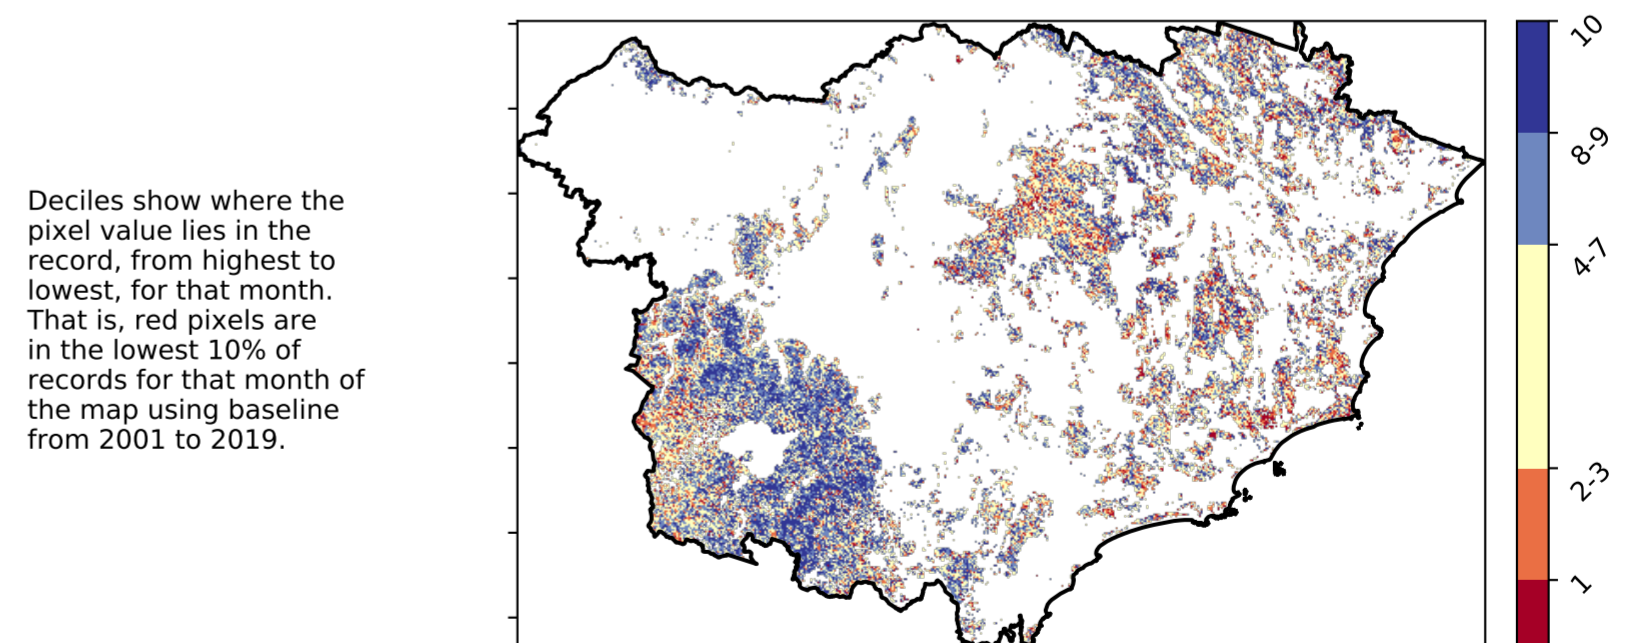 Deciles show where the
pixel value lies in the
record, from highest to
lowest, for that month.
That is, red pixels are
in the lowest 10% of
records for that month of
the map using baseline
from 2001 to 2019.
10
8-9
4-7
2-3
1